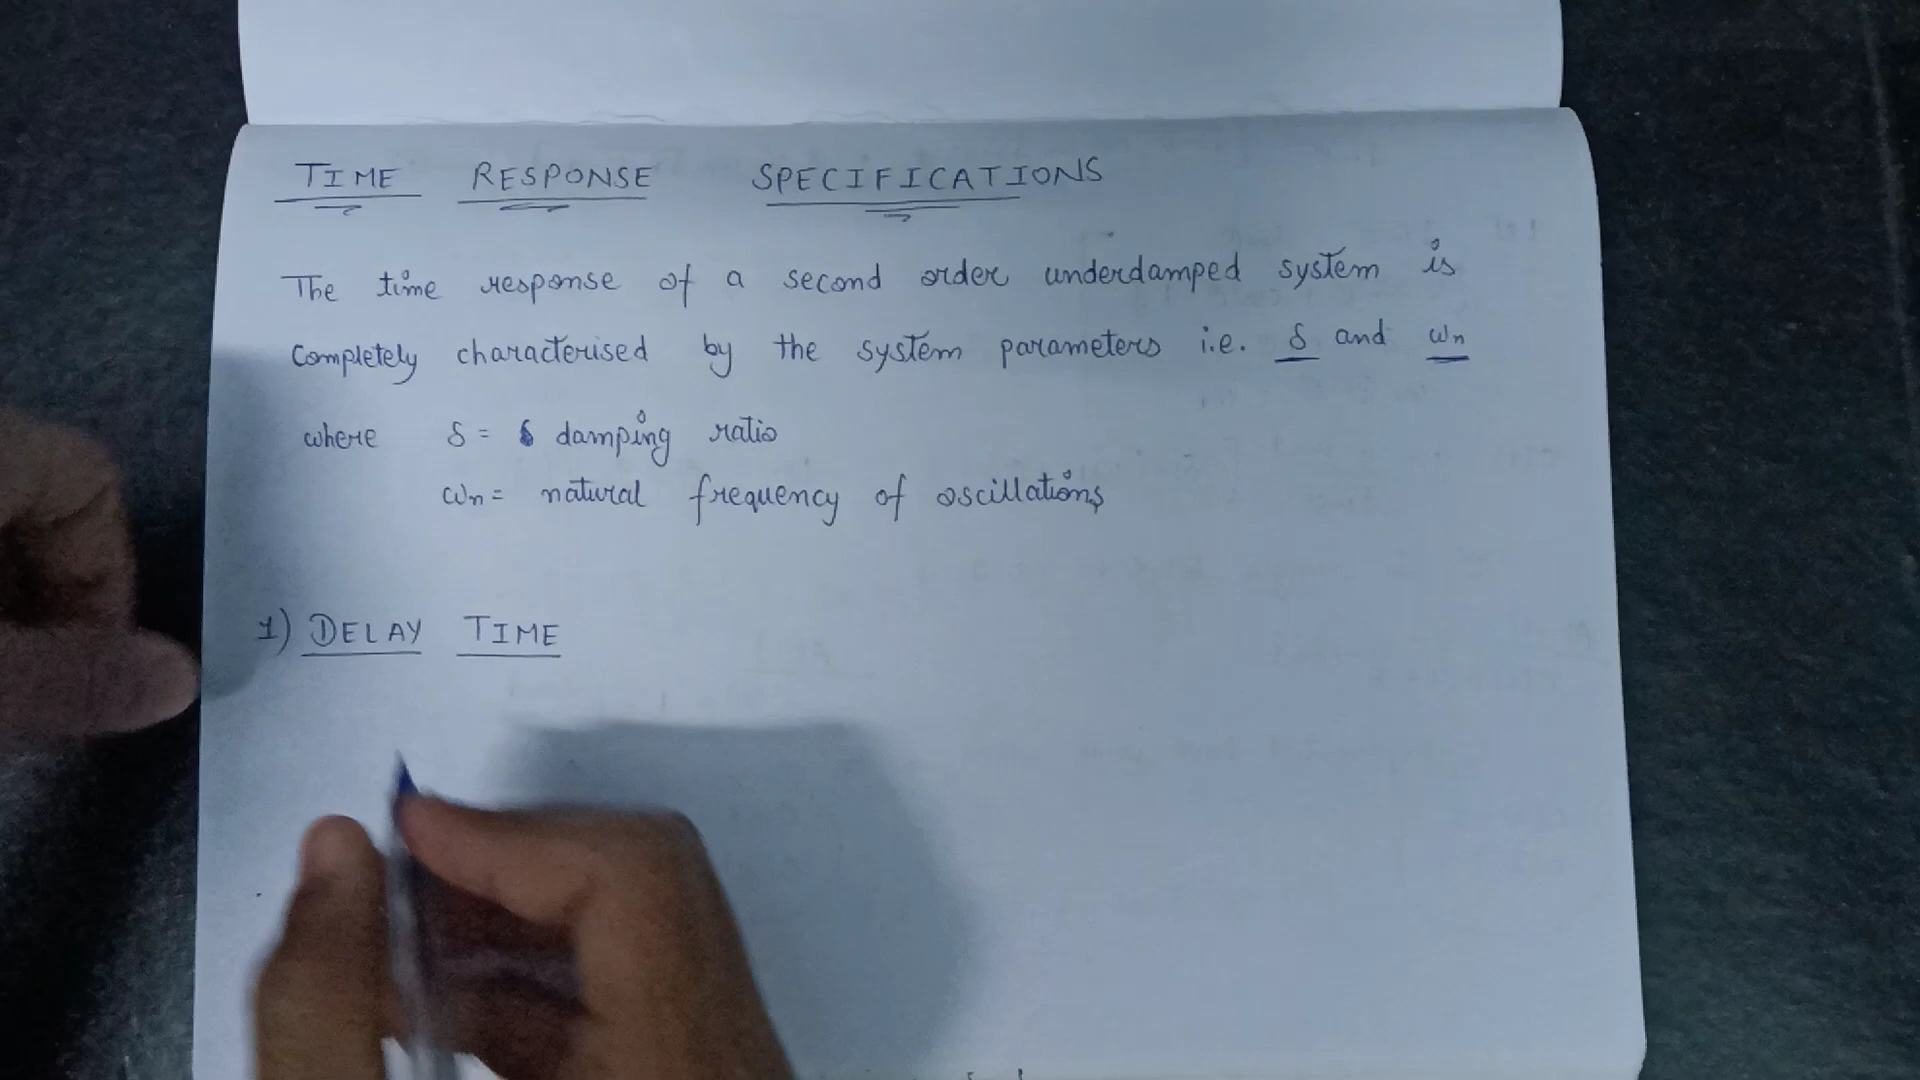 TIME RESPONSE SPECIFICATIONS
The time response of a second order underdamped system is
completely characterised by the system parameters i.e. δ and ωn
where δ = damping ratio
ωn = natural frequency of oscillations
1) DELAY TIME